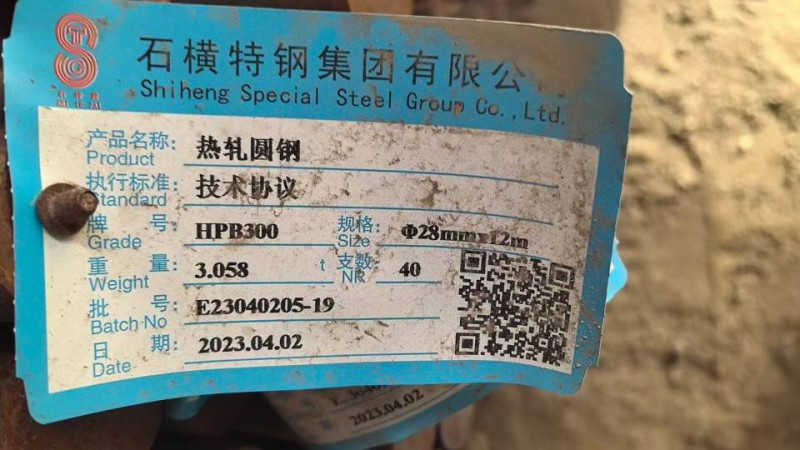 石横特钢集团有限公司
Shiheng Special Steel Group Co.,Ltd.
产品名称: 热轧圆钢
Product
执行标准: 技术协议
Standard
牌 号: HPB300 规格: Φ28mmx12m
Grade Size
重 量: 3.058 t 支数: 40
Weight NR
批 号: E23040205-19
Batch No
日 期: 2023.04.02
Date
2023.04.02